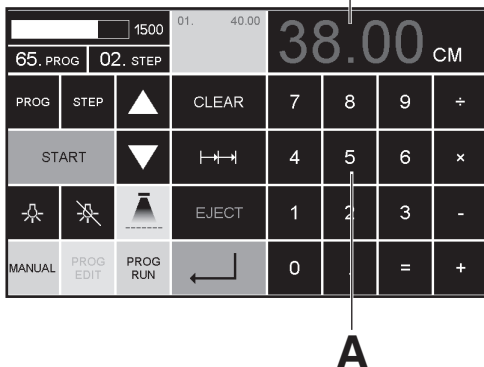 1500
01. 40.00
38.00 CM
65. PROG 02. STEP
PROG STEP CLEAR 7 8 9 ÷
START 4 5 6 ×
EJECT 1 2 3 -
MANUAL PROG EDIT PROG RUN 0 . = +
A